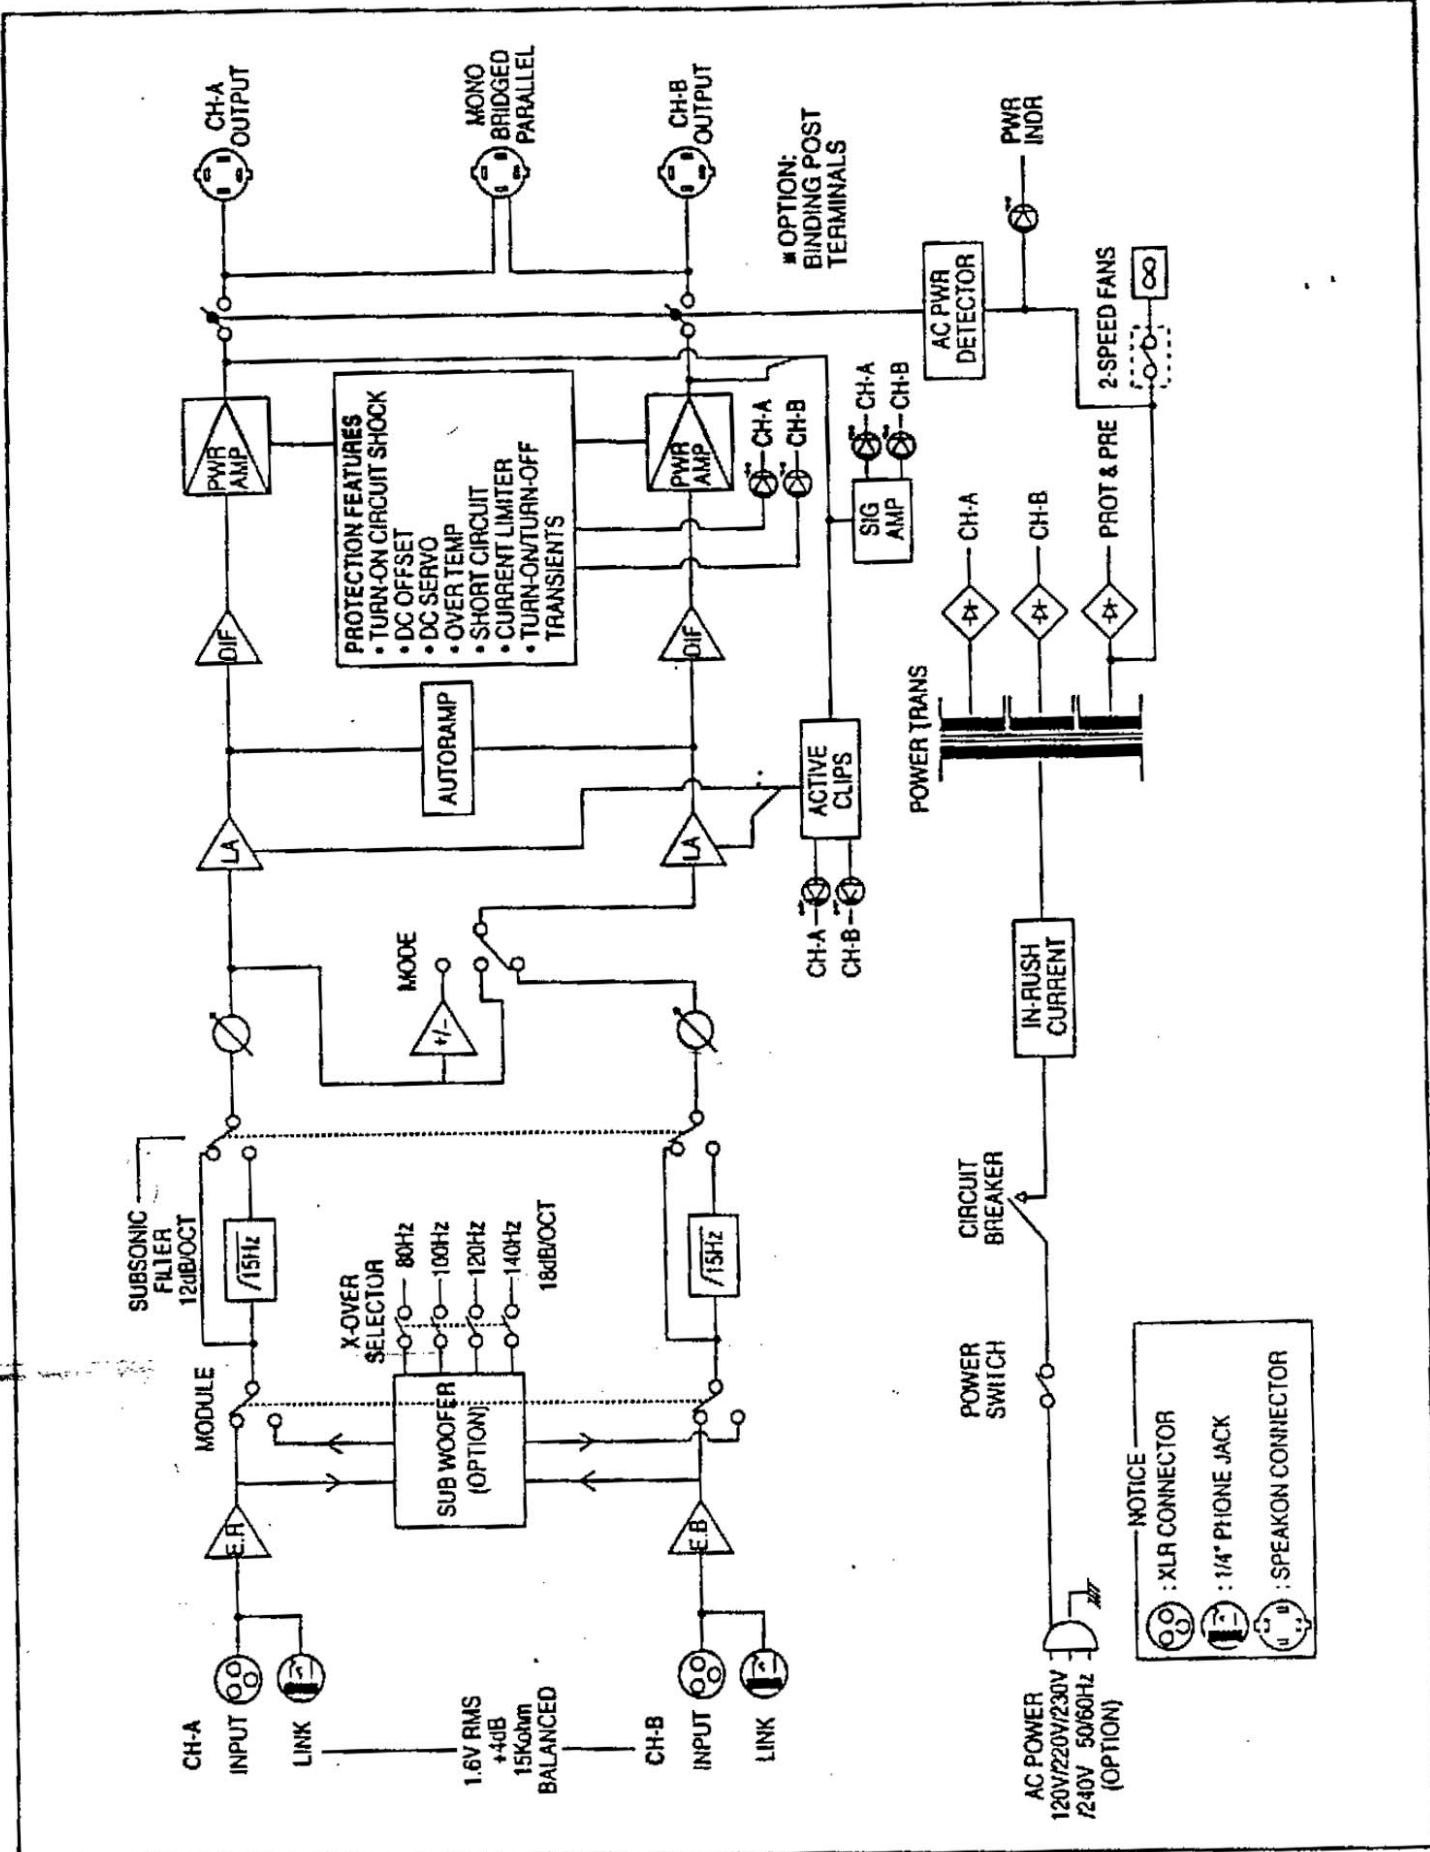 CH-A
INPUT
LINK
1.6V RMS
+4dB
15Kohm
BALANCED
CH-B
INPUT
LINK
E.B
MODULE
SUB WOOFER
(OPTION)
X-OVER
SELECTOR
80Hz
100Hz
120Hz
140Hz
18dB/OCT
SUBSONIC
FILTER
12dB/OCT
15Hz
15Hz
+/−
MODE
LA
LA
AUTORAMP
DIF
DIF
PROTECTION FEATURES
• TURN-ON CIRCUIT SHOCK
• DC OFFSET
• DC SERVO
• OVER TEMP
• SHORT CIRCUIT
• CURRENT LIMITER
• TURN-ON/TURN-OFF
TRANSIENTS
PWR
AMP
PWR
AMP
CH-A
CH-B
CH-A
OUTPUT
MONO
BRIDGED
PARALLEL
CH-B
OUTPUT
※OPTION:
BINDING POST
TERMINALS
CH-A
CH-B
ACTIVE
CLIPS
SIG
AMP
CH-A
CH-B
AC PWR
DETECTOR
PWR
INDR
2-SPEED FANS
AC POWER
120V/220V/230V
/240V 50/60Hz
(OPTION)
POWER
SWITCH
CIRCUIT
BREAKER
IN-RUSH
CURRENT
POWER TRANS
CH-A
CH-B
PROT & PRE
NOTICE
: XLR CONNECTOR
: 1/4" PHONE JACK
: SPEAKON CONNECTOR